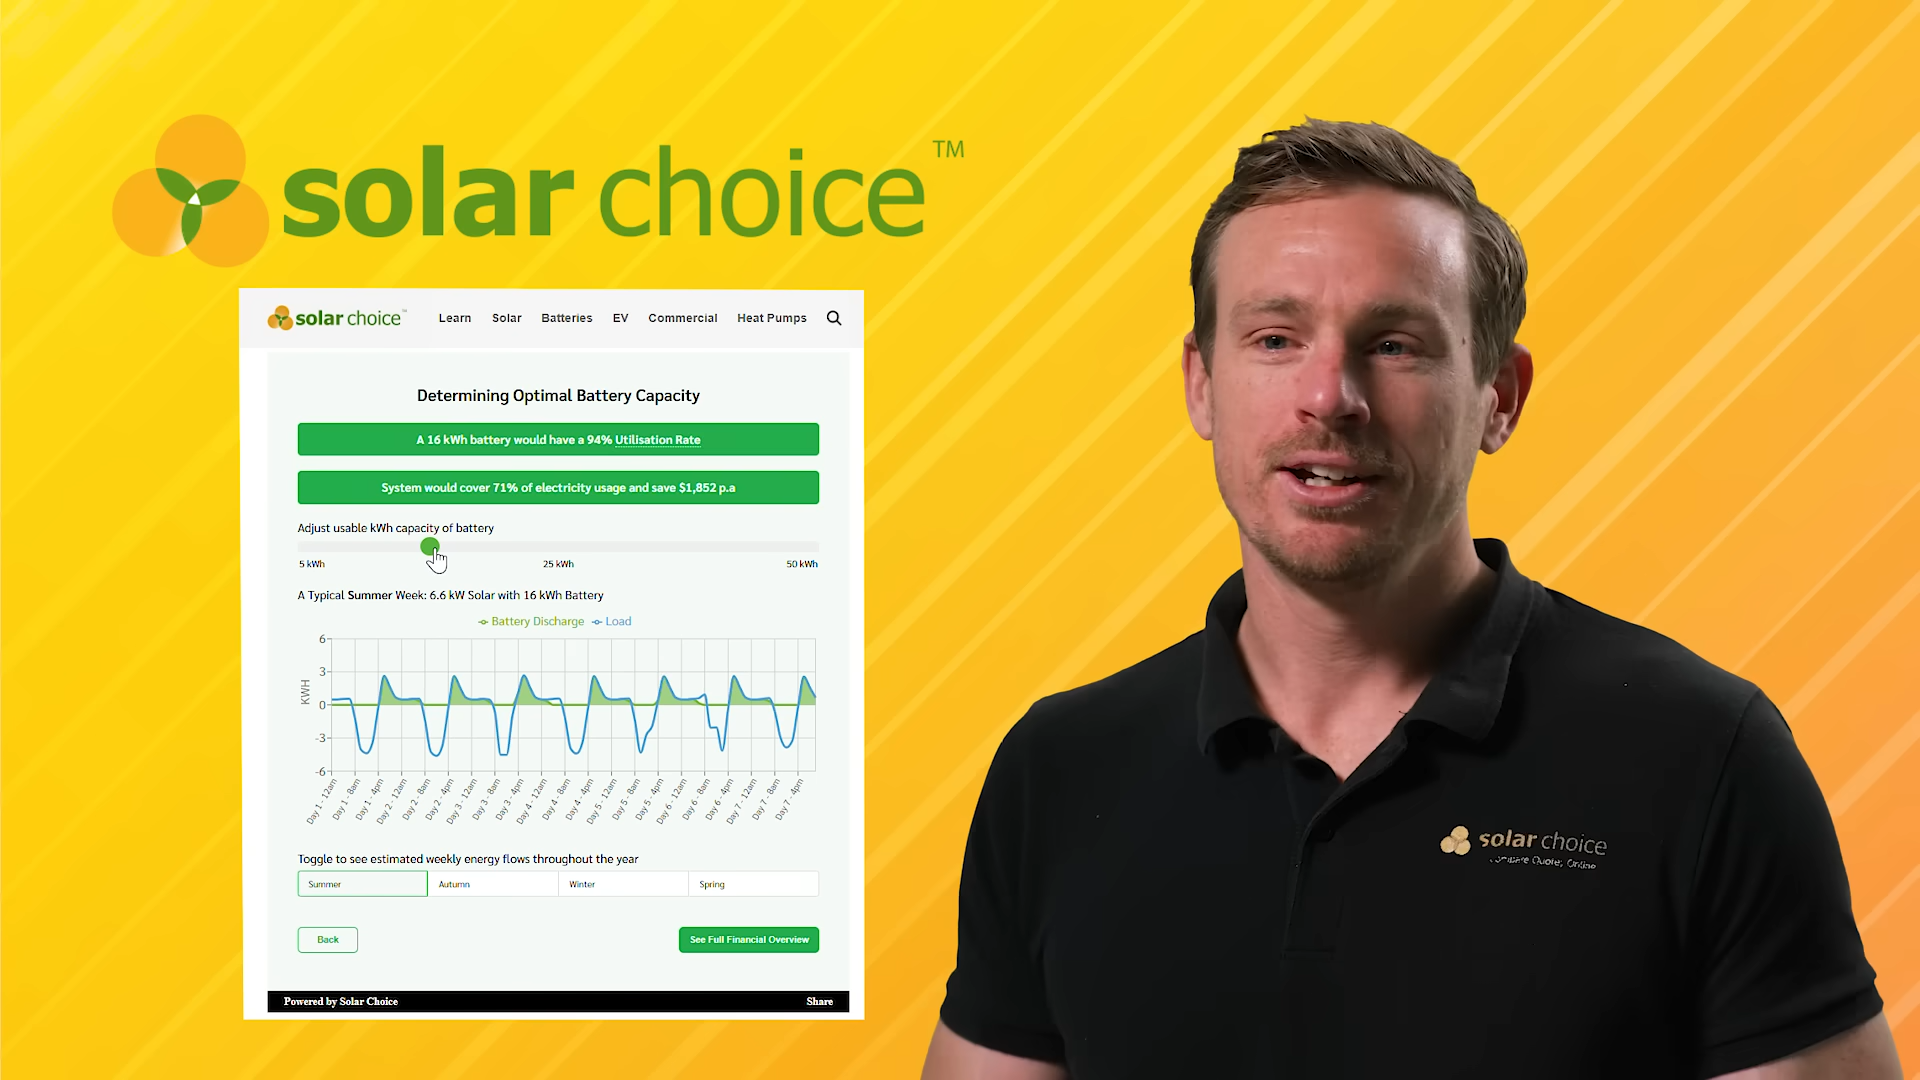 solar choice TM
solar choice
Learn Solar Batteries EV Commercial Heat Pumps
Determining Optimal Battery Capacity
A 16 kWh battery would have a 94% Utilisation Rate
System would cover 71% of electricity usage and save $1,852 p.a
Adjust usable kWh capacity of battery
5 kWh 25 kWh 50 kWh
A Typical Summer Week: 6.6 kW Solar with 16 kWh Battery
Battery Discharge Load
6
3
0
-3
-6
KWH
Day 1 - 12am Day 1 - 8am Day 1 - 4pm Day 2 - 12am Day 2 - 8am Day 2 - 4pm Day 3 - 12am Day 3 - 8am Day 3 - 4pm Day 4 - 12am Day 4 - 8am Day 4 - 4pm Day 5 - 12am Day 5 - 8am Day 5 - 4pm Day 6 - 12am Day 6 - 8am Day 6 - 4pm Day 7 - 12am Day 7 - 8am Day 7 - 4pm
Toggle to see estimated weekly energy flows throughout the year
Summer Autumn Winter Spring
Back See Full Financial Overview
Powered by Solar Choice Share
solar choice
Online